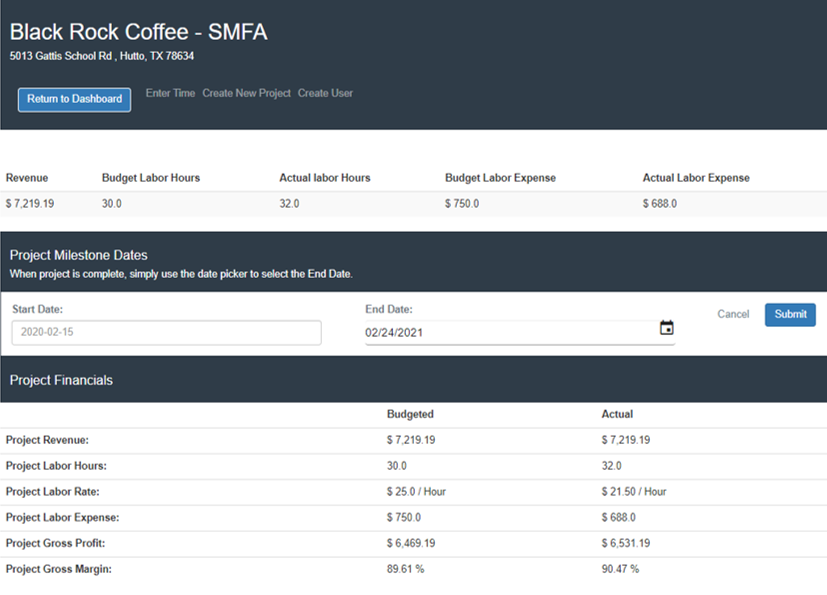 Black Rock Coffee - SMFA
5013 Gattis School Rd , Hutto, TX 78634
Return to Dashboard Enter Time Create New Project Create User
Revenue Budget Labor Hours Actual labor Hours Budget Labor Expense Actual Labor Expense
$ 7,219.19 30.0 32.0 $ 750.0 $ 688.0
Project Milestone Dates
When project is complete, simply use the date picker to select the End Date.
Start Date: End Date:
2020-02-15 02/24/2021 Cancel Submit
Project Financials
Budgeted Actual
Project Revenue: $ 7,219.19 $ 7,219.19
Project Labor Hours: 30.0 32.0
Project Labor Rate: $ 25.0 / Hour $ 21.50 / Hour
Project Labor Expense: $ 750.0 $ 688.0
Project Gross Profit: $ 6,469.19 $ 6,531.19
Project Gross Margin: 89.61 % 90.47 %